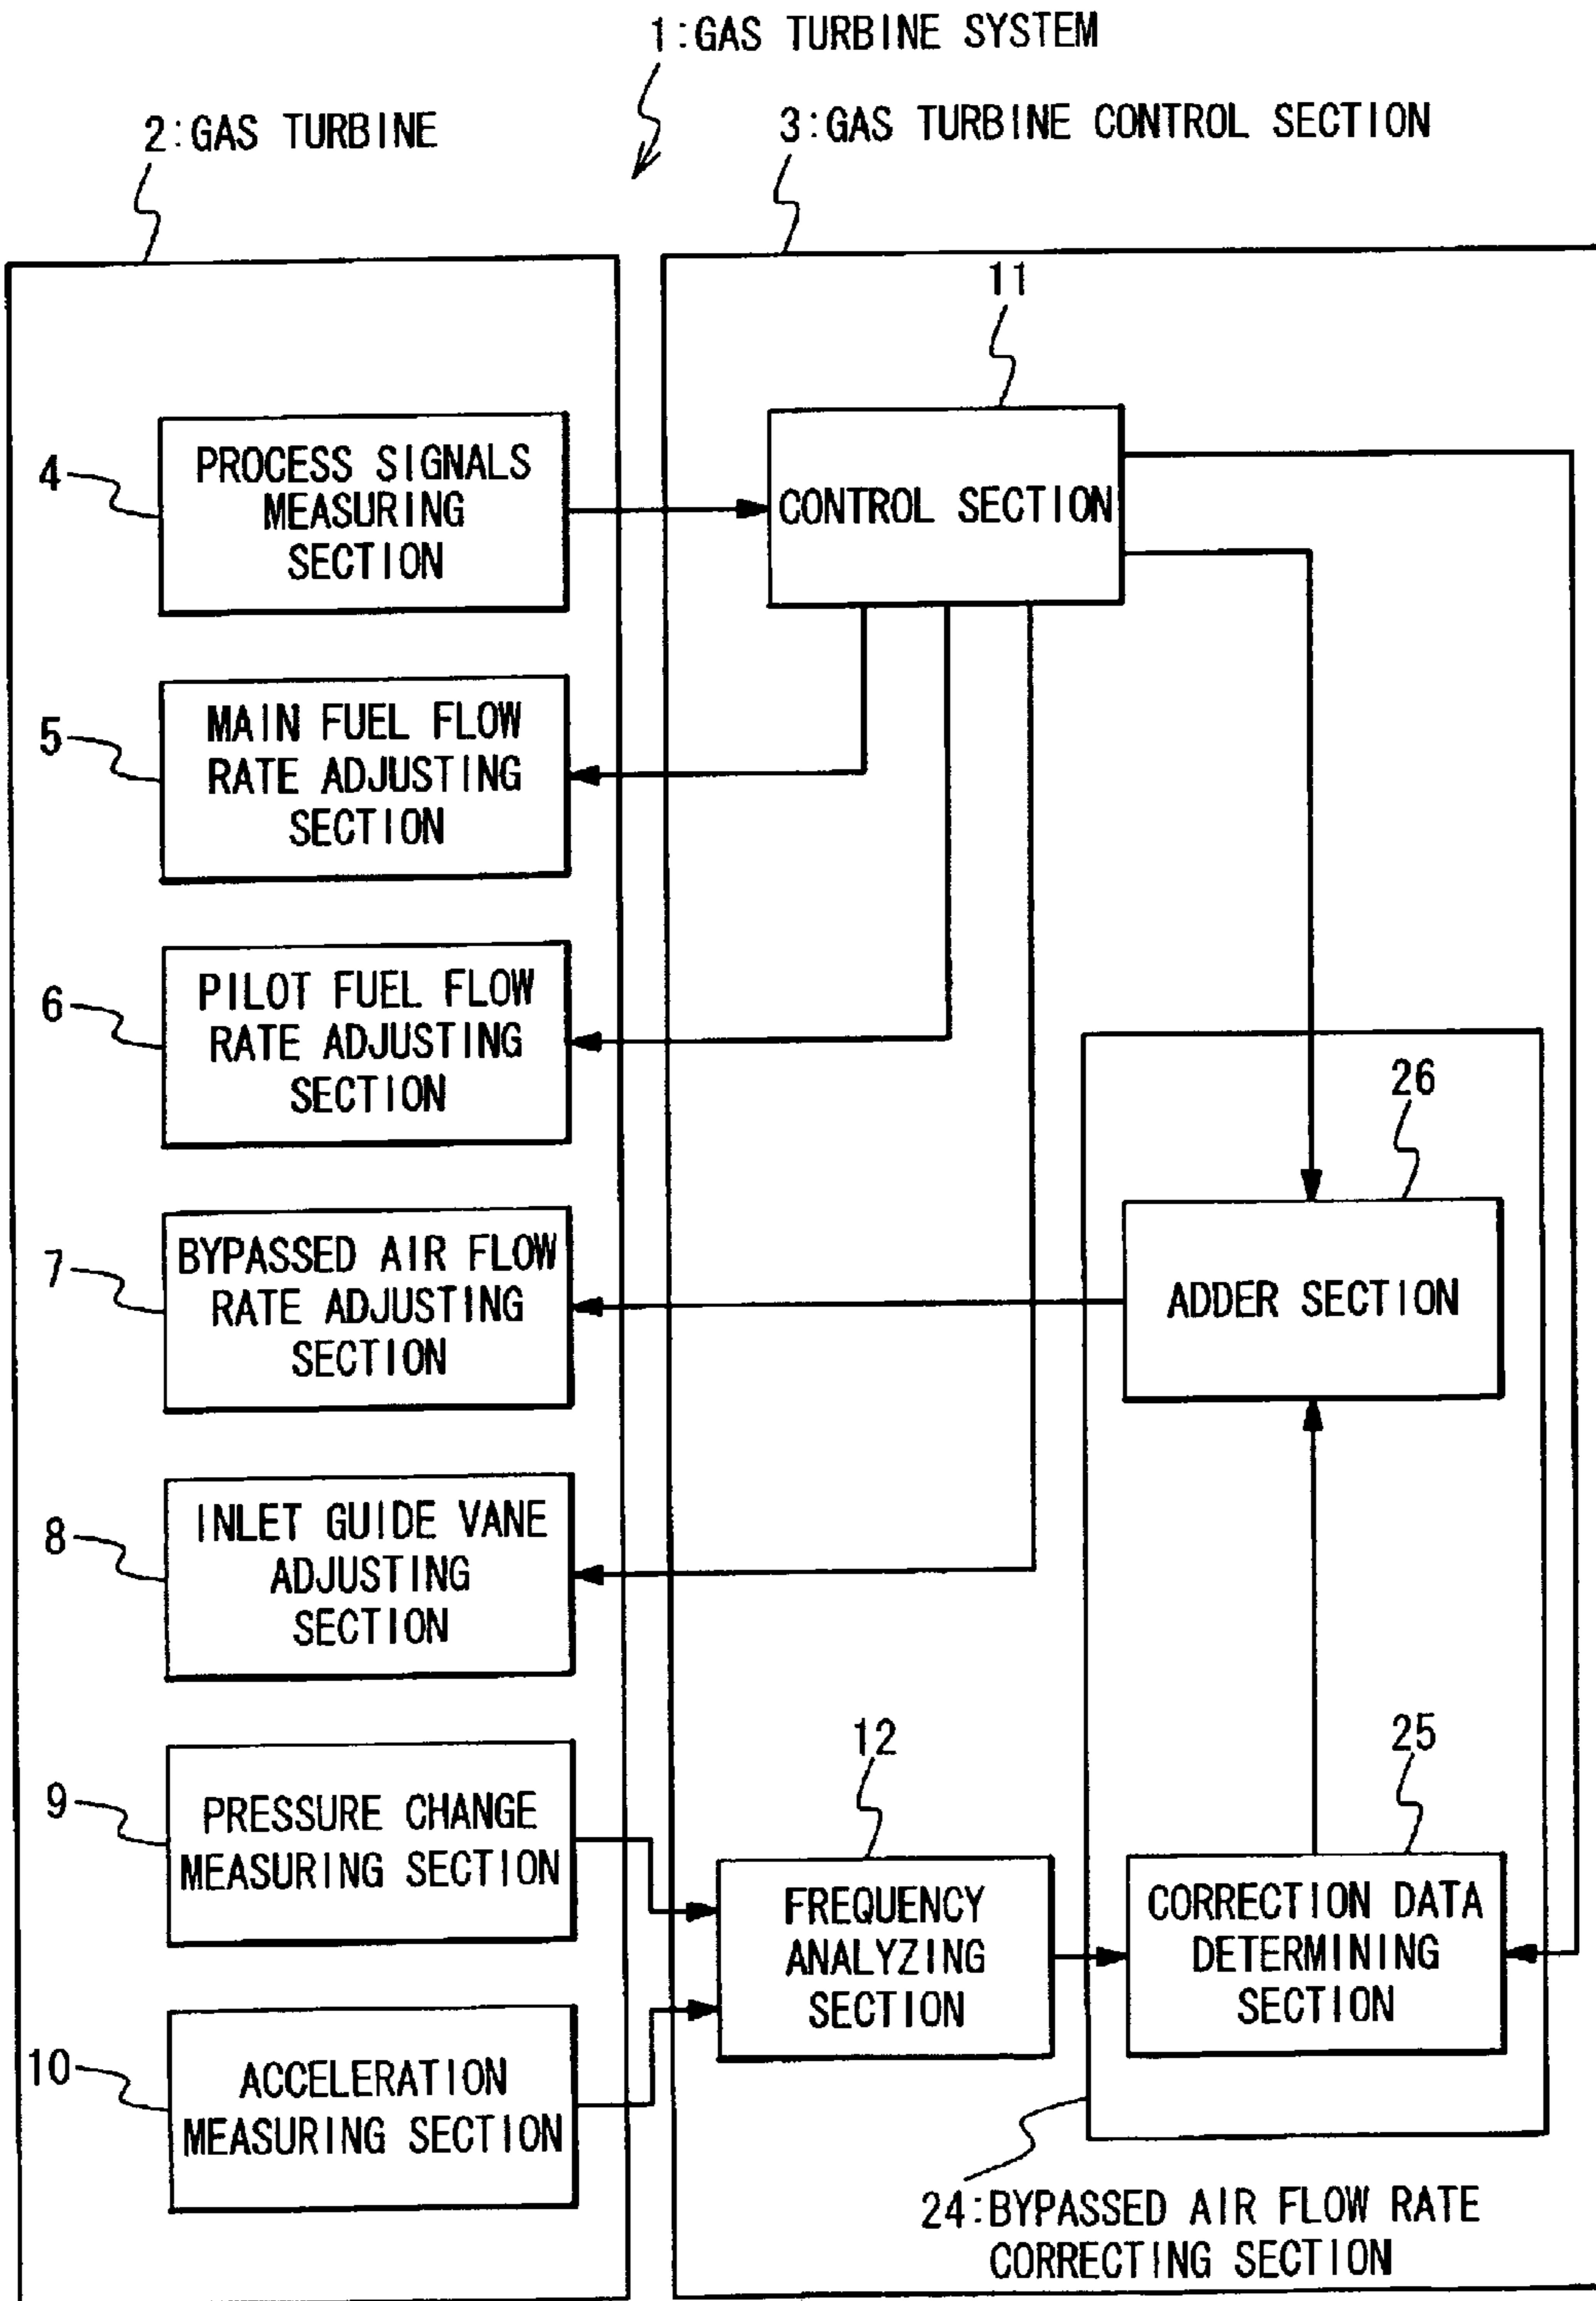 1:GAS TURBINE SYSTEM
2:GAS TURBINE
3:GAS TURBINE CONTROL SECTION
11
4
PROCESS SIGNALS
MEASURING
SECTION
CONTROL SECTION
5
MAIN FUEL FLOW
RATE ADJUSTING
SECTION
6
PILOT FUEL FLOW
RATE ADJUSTING
SECTION
26
7
BYPASSED AIR FLOW
RATE ADJUSTING
SECTION
ADDER SECTION
8
INLET GUIDE VANE
ADJUSTING
SECTION
12
25
9
PRESSURE CHANGE
MEASURING SECTION
FREQUENCY
ANALYZING
SECTION
CORRECTION DATA
DETERMINING
SECTION
10
ACCELERATION
MEASURING SECTION
24:BYPASSED AIR FLOW RATE
CORRECTING SECTION